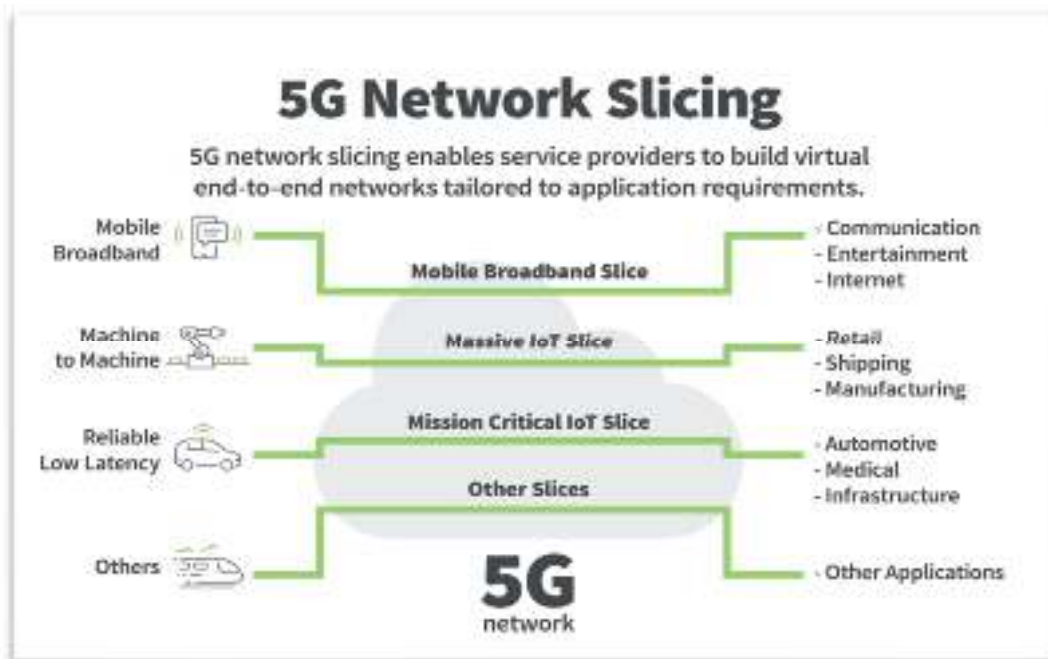 5G Network Slicing
5G network slicing enables service providers to build virtual
end-to-end networks tailored to application requirements.
Mobile
Broadband
Mobile Broadband Slice
- Communication
- Entertainment
- Internet
Machine
to Machine
Massive IoT Slice
- Retail
- Shipping
- Manufacturing
Reliable
Low Latency
Mission Critical IoT Slice
- Automotive
- Medical
- Infrastructure
Others
Other Slices
- Other Applications
5G
network